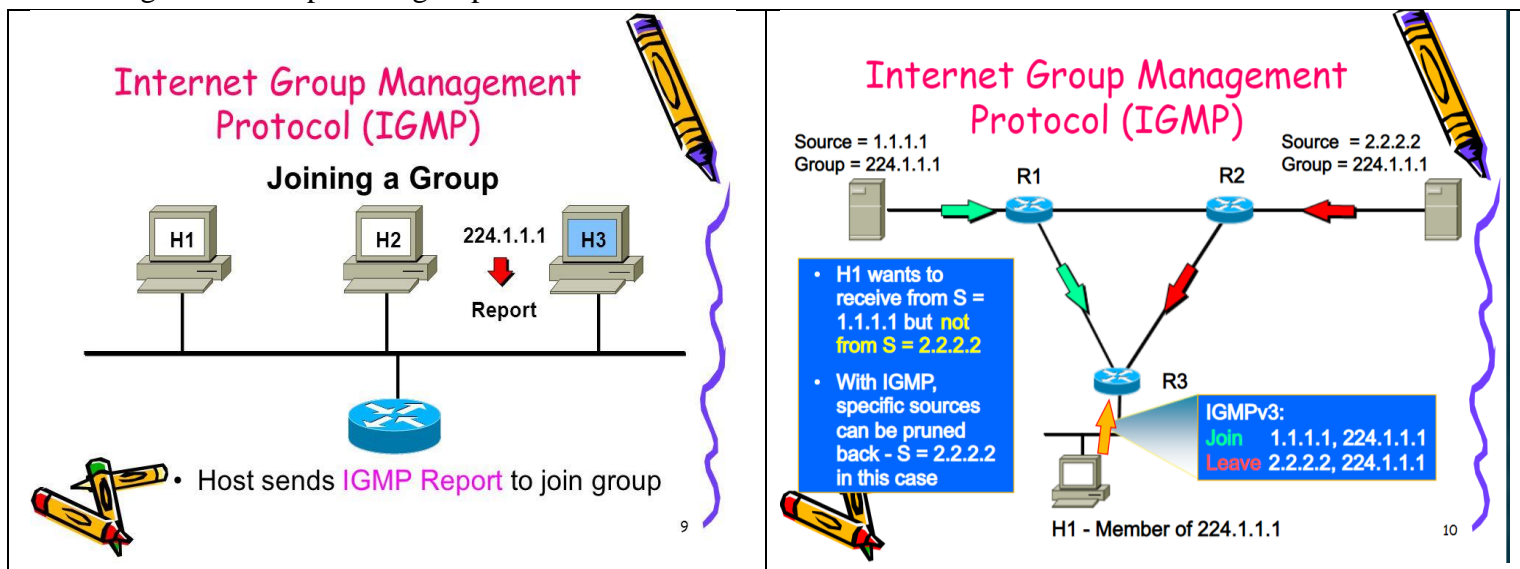 Internet Group Management
Protocol (IGMP)
Joining a Group
H1
H2
224.1.1.1
H3
Report
• Host sends IGMP Report to join group
9
Internet Group Management
Protocol (IGMP)
Source = 1.1.1.1
Group = 224.1.1.1
Source = 2.2.2.2
Group = 224.1.1.1
R1
R2
• H1 wants to
receive from S =
1.1.1.1 but not
from S = 2.2.2.2
• With IGMP,
specific sources
can be pruned
back - S = 2.2.2.2
in this case
R3
IGMPv3:
Join 1.1.1.1, 224.1.1.1
Leave 2.2.2.2, 224.1.1.1
H1 - Member of 224.1.1.1
10